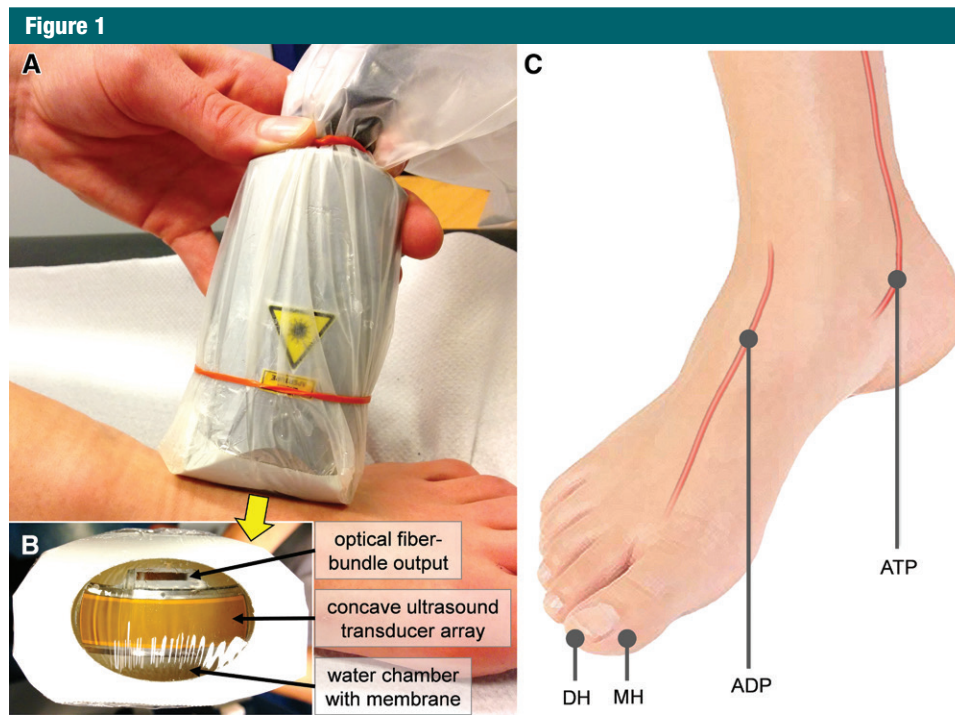 Figure 1
A
C
B
optical fiber-
bundle output
concave ultrasound
transducer array
water chamber
with membrane
ATP
ADP
DH
MH